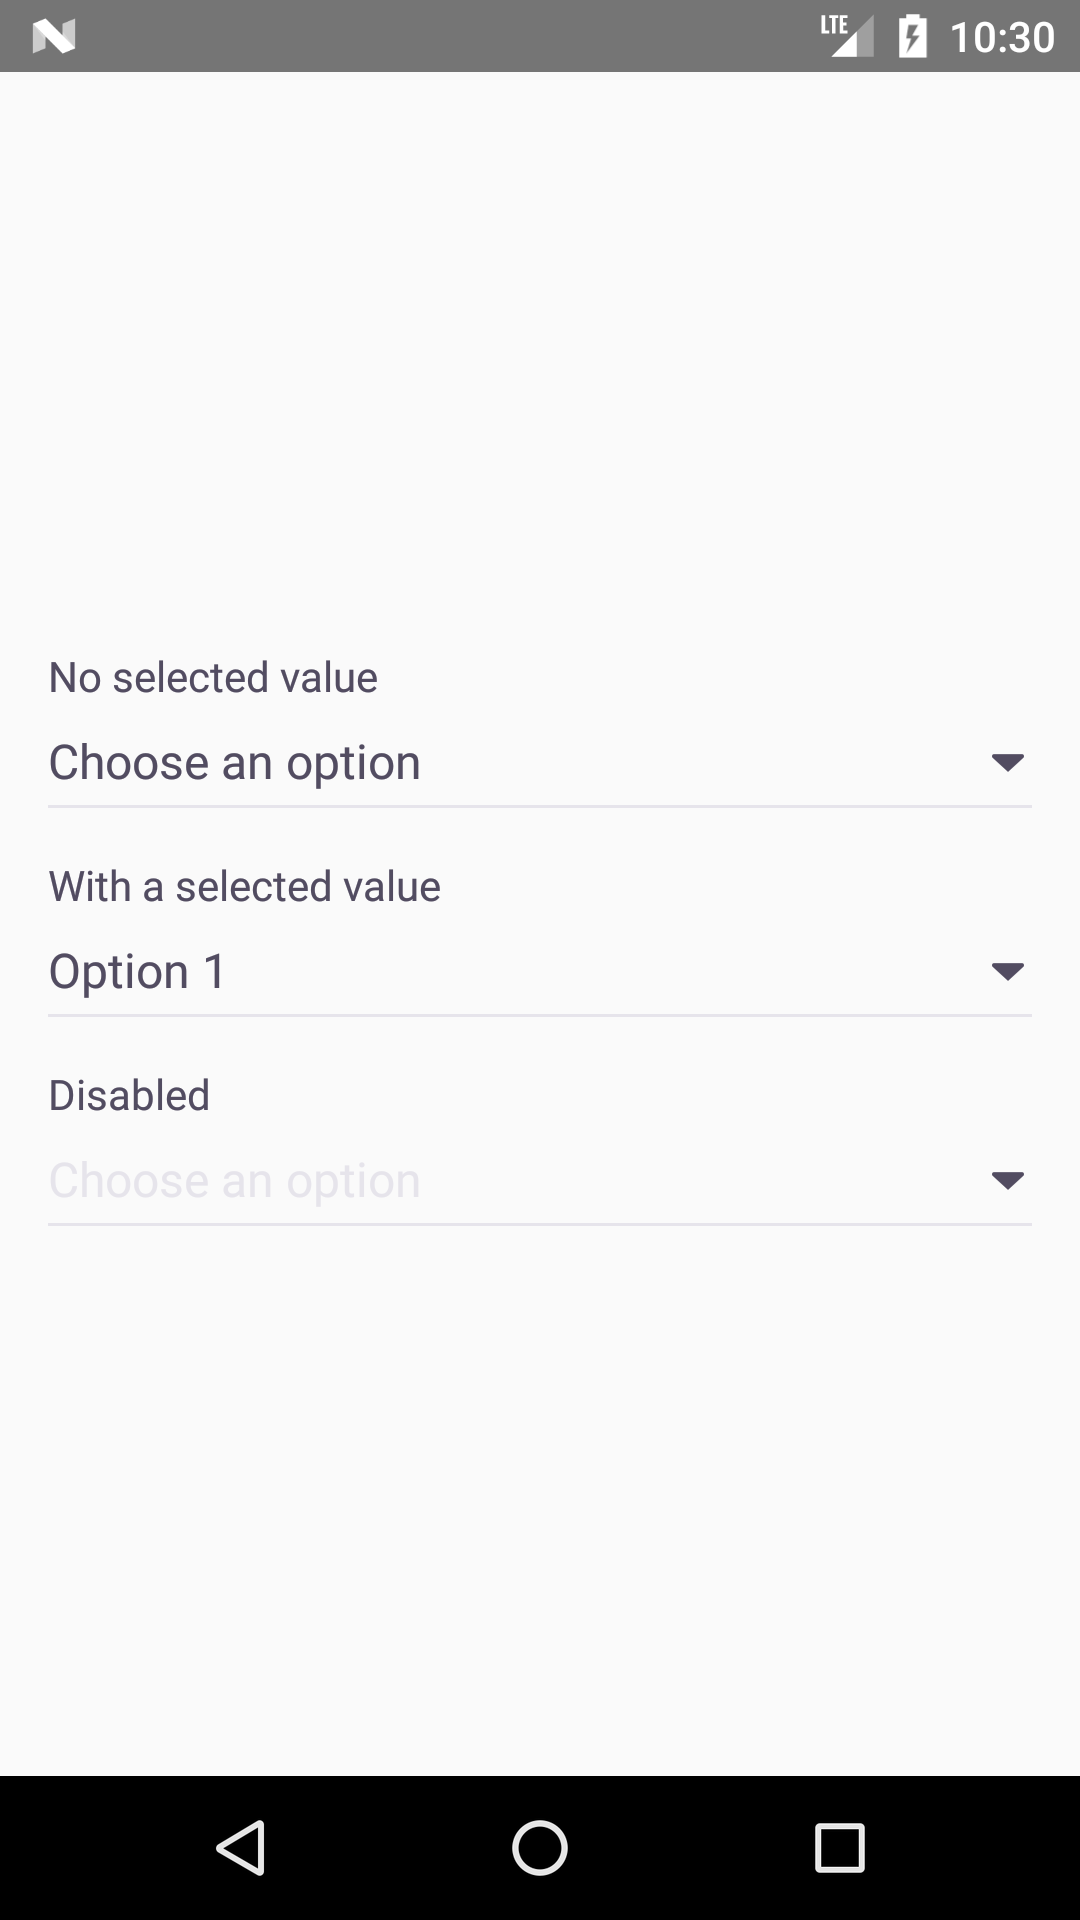 LTE 10:30
No selected value
Choose an option
With a selected value
Option 1
Disabled
Choose an option